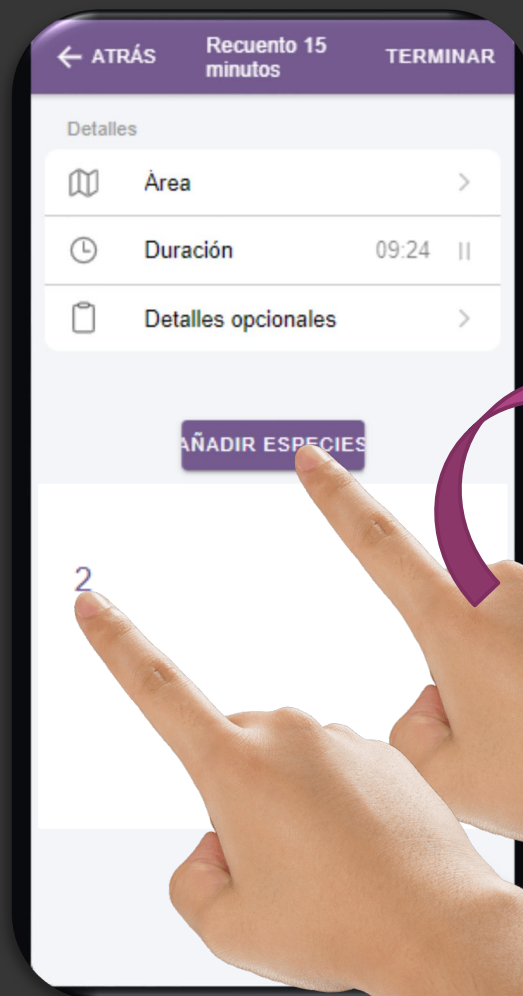 ← ATRÁS
Recuento 15
minutos
TERMINAR
Detalles
Área
Duración 09:24
Detalles opcionales
AÑADIR ESPECIES
2